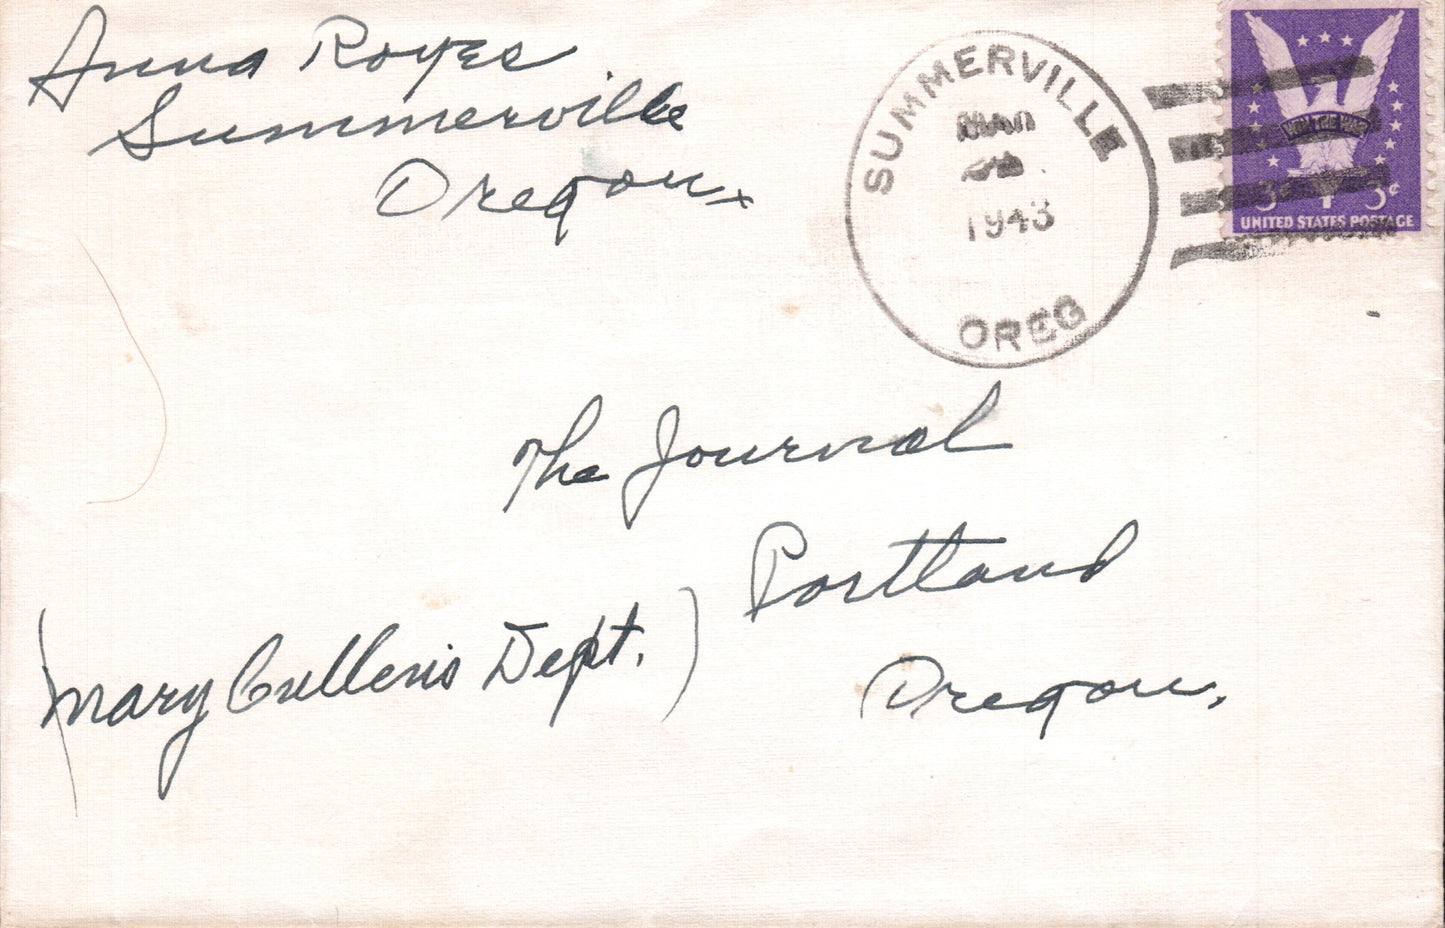 Anna Royes
Summerville
Oregon.
SUMMERVILLE
MAR
1943
OREG
WIN THE WAR
3¢ 3¢
UNITED STATES POSTAGE
The Journal
Portland
Oregon.
(Mary Cullen's Dept.)